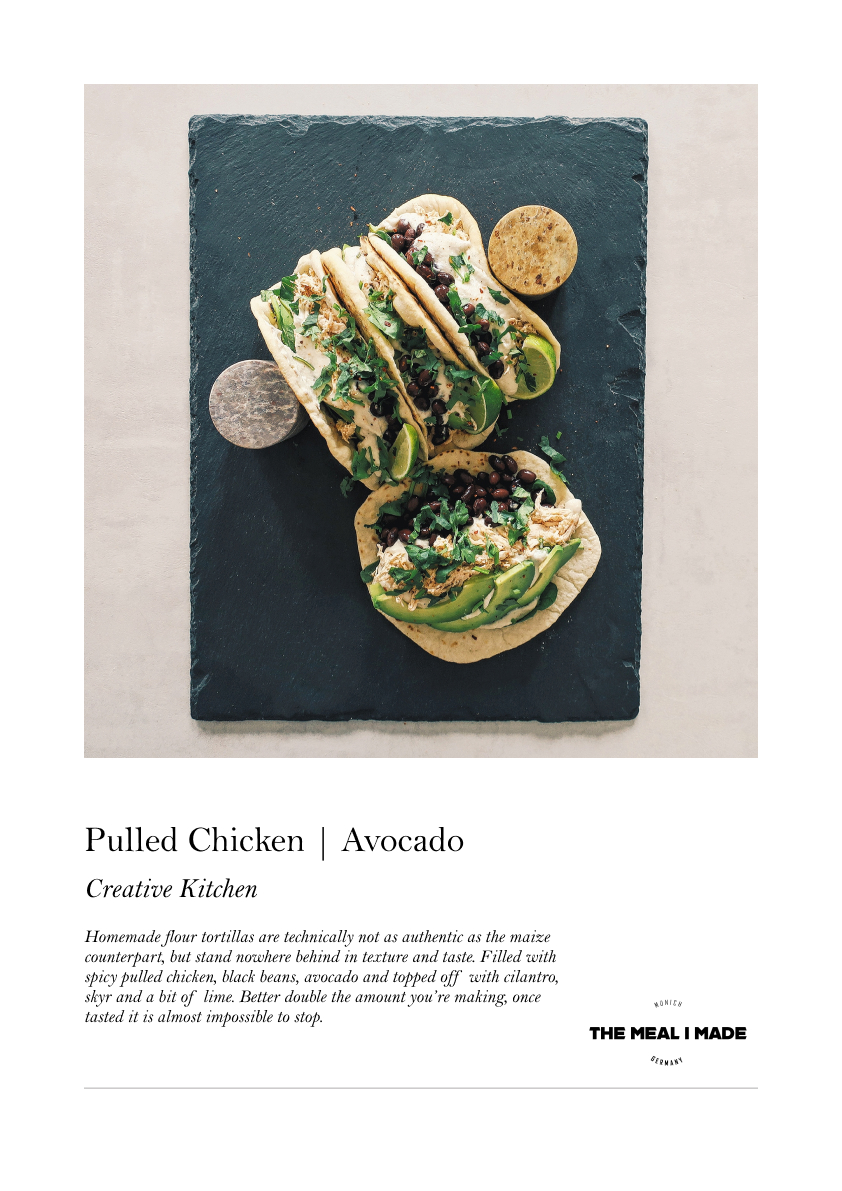 Pulled Chicken | Avocado
Creative Kitchen
Homemade flour tortillas are technically not as authentic as the maize
counterpart, but stand nowhere behind in texture and taste. Filled with
spicy pulled chicken, black beans, avocado and topped off with cilantro,
skyr and a bit of lime. Better double the amount you're making, once
tasted it is almost impossible to stop.
MUNICH
THE MEAL I MADE
GERMANY